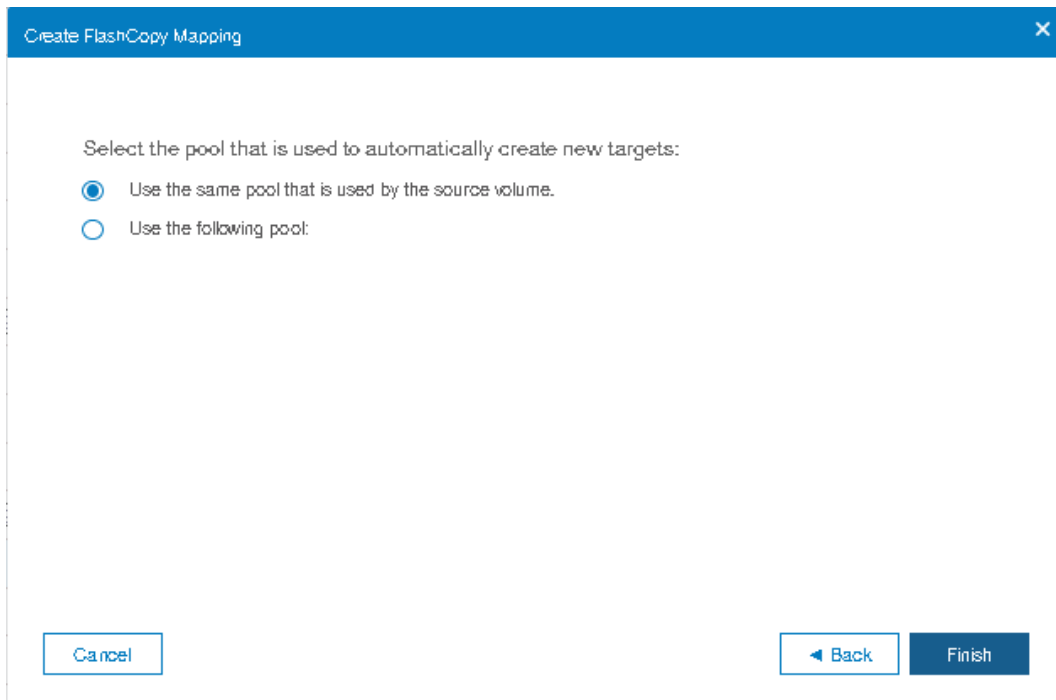 Create FlashCopy Mapping
Select the pool that is used to automatically create new targets:
Use the same pool that is used by the source volume.
Use the following pool:
Cancel
Back
Finish